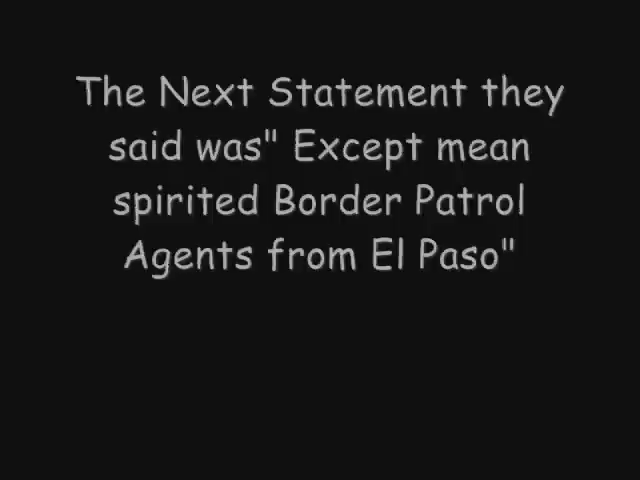 The Next Statement they
said was" Except mean
spirited Border Patrol
Agents from El Paso"